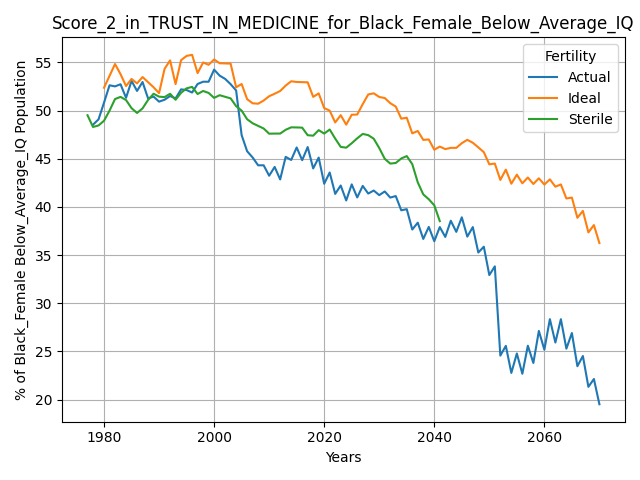 Score_2_in_TRUST_IN_MEDICINE_for_Black_Female_Below_Average_IQ
% of Black_Female Below_Average_IQ Population
55
50
45
40
35
30
25
20
Fertility
Actual
Ideal
Sterile
1980
2000
2020
2040
2060
Years